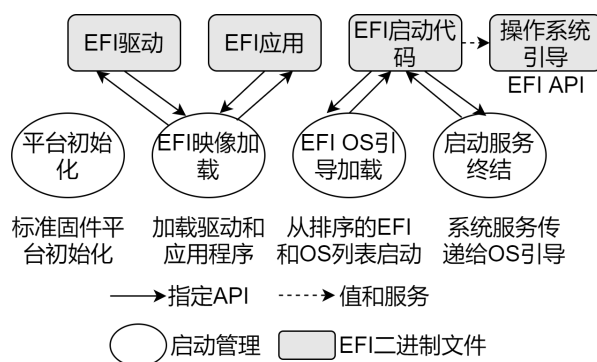 EFI驱动
EFI应用
EFI启动代
码
操作系统
引导
EFI API
平台初始
化
EFI映像加
载
EFI OS引
导加载
启动服务
终结
标准固件平
台初始化
加载驱动和
应用程序
从排序的EFI
和OS列表启动
系统服务传
递给OS引导
指定API
值和服务
启动管理
EFI二进制文件